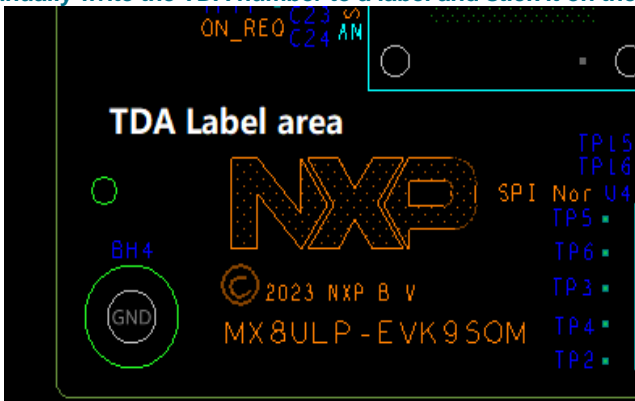 ON_REQ C23
C24 AM
TDA Label area
TPL5
TPL6
NXP
SPI Nor U4
TP5
BH4
TP6
© 2023 NXP B V
TP3
GND
MX8ULP-EVK9SOM
TP4
TP2